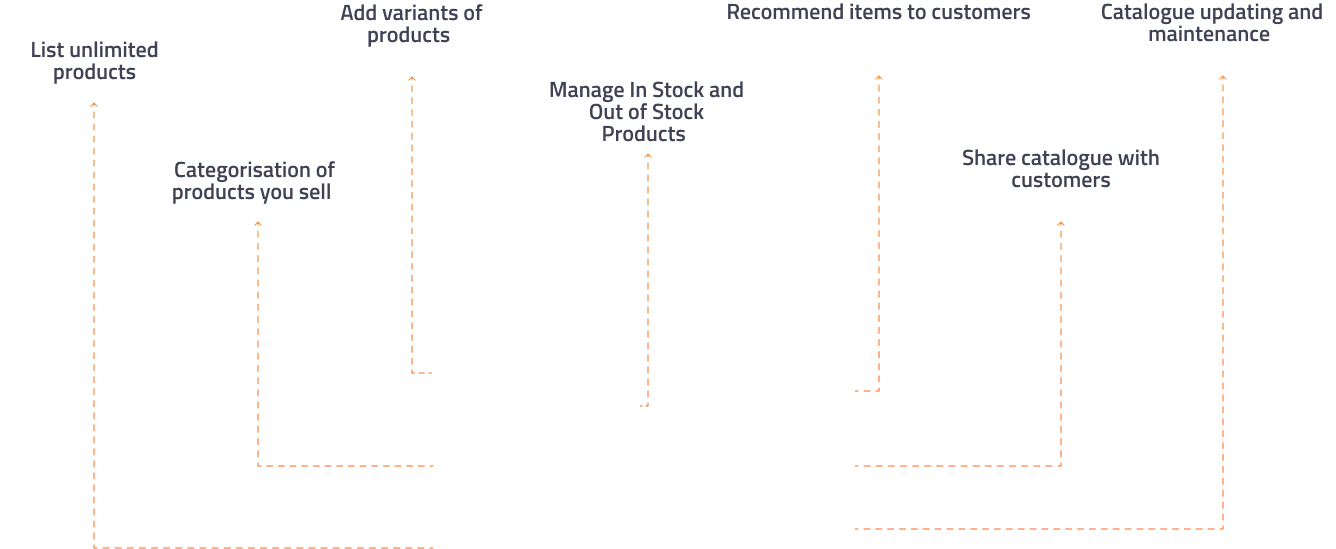 List unlimited
products
Categorisation of
products you sell
Add variants of
products
Manage In Stock and
Out of Stock
Products
Recommend items to customers
Share catalogue with
customers
Catalogue updating and
maintenance